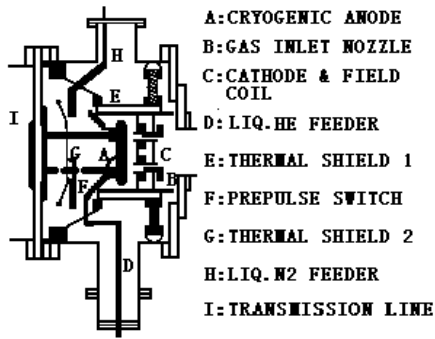 A:CRYOGENIC ANODE
B:GAS INLET NOZZLE
C:CATHODE & FIELD
COIL
D:LIQ.HE FEEDER
E:THERMAL SHIELD 1
F:PREPULSE SWITCH
G:THERMAL SHIELD 2
H:LIQ.N2 FEEDER
I:TRANSMISSION LINE
H
E
I
G
A
C
F
B
D